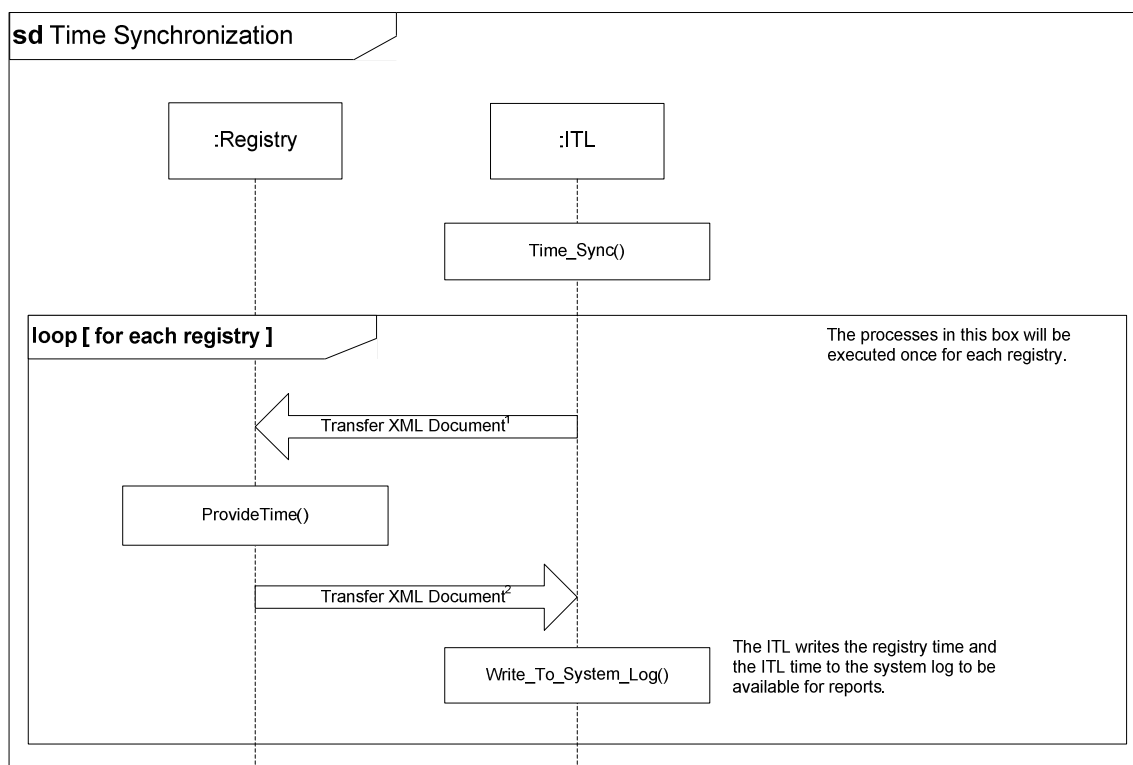 sd Time Synchronization
:Registry
:ITL
Time_Sync()
loop [ for each registry ]
The processes in this box will be
executed once for each registry.
Transfer XML Document1
ProvideTime()
Transfer XML Document2
Write_To_System_Log()
The ITL writes the registry time and
the ITL time to the system log to be
available for reports.